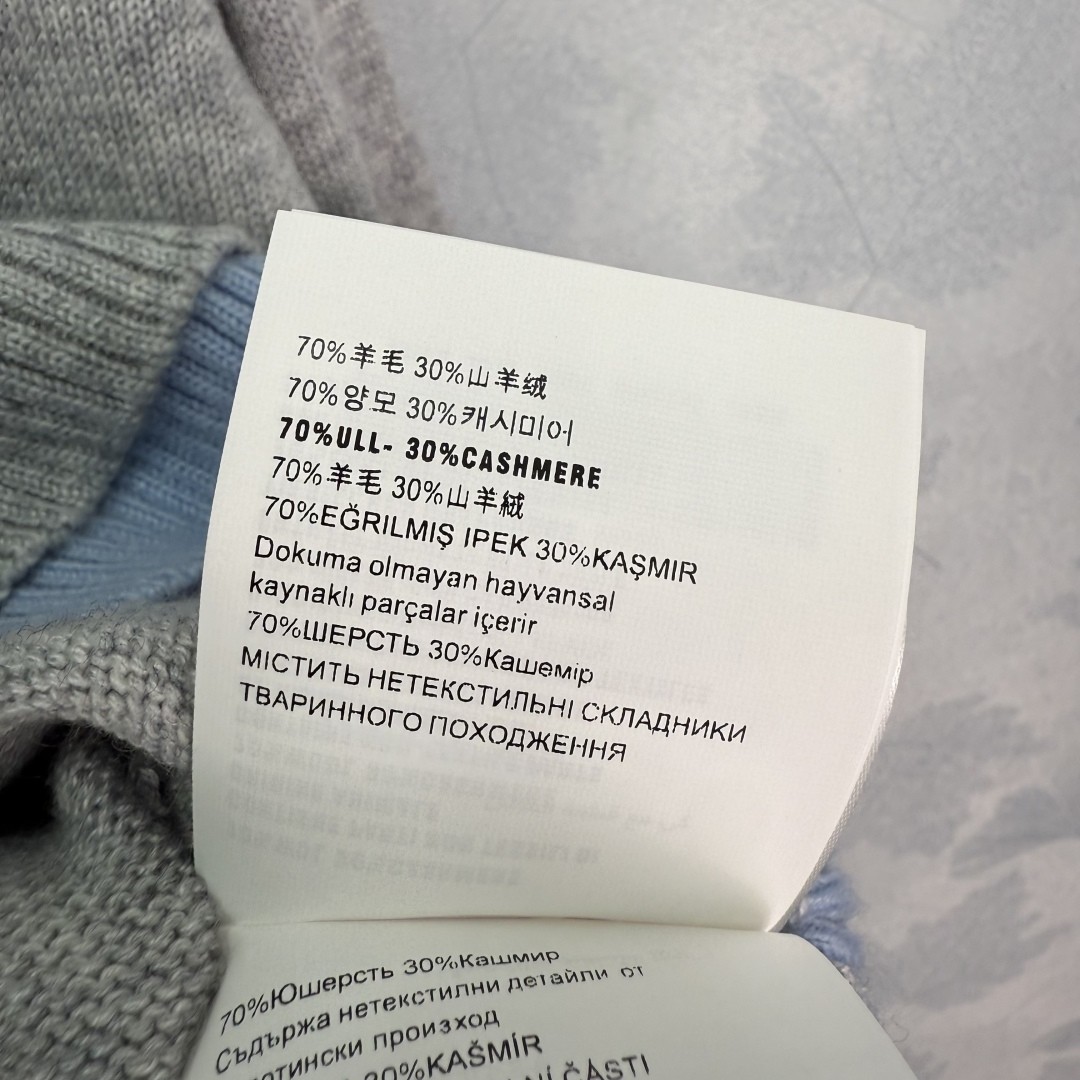 70%羊毛 30%山羊绒
70%양모 30%캐시미어
70%ULL- 30%CASHMERE
70%羊毛 30%山羊絨
70%EĞRILMIŞ IPEK 30%KAŞMIR
Dokuma olmayan hayvansal
kaynaklı parçalar içerir
70%ШЕРСТЬ 30%Кашемір
МІСТИТЬ НЕТЕКСТИЛЬНІ СКЛАДНИКИ
ТВАРИННОГО ПОХОДЖЕННЯ
70%Юшерсть 30%Кашмир
Съдържа нетекстилни детайли от
произход
30%KAŠMÍR
ČÁSTI